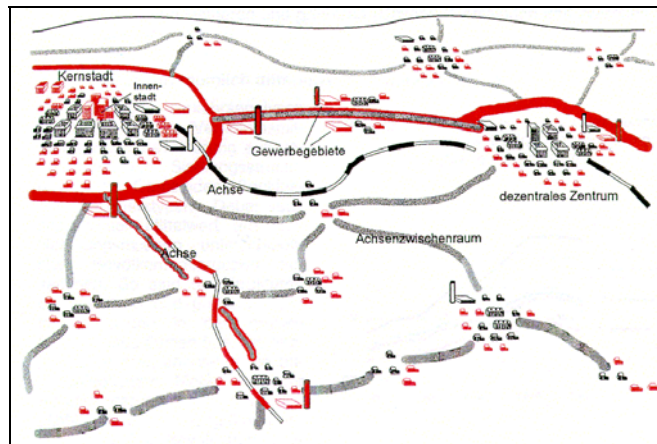 Kernstadt
Innen-
stadt
Gewerbegebiete
Achse
dezentrales Zentrum
Achse
Achsenzwischenraum